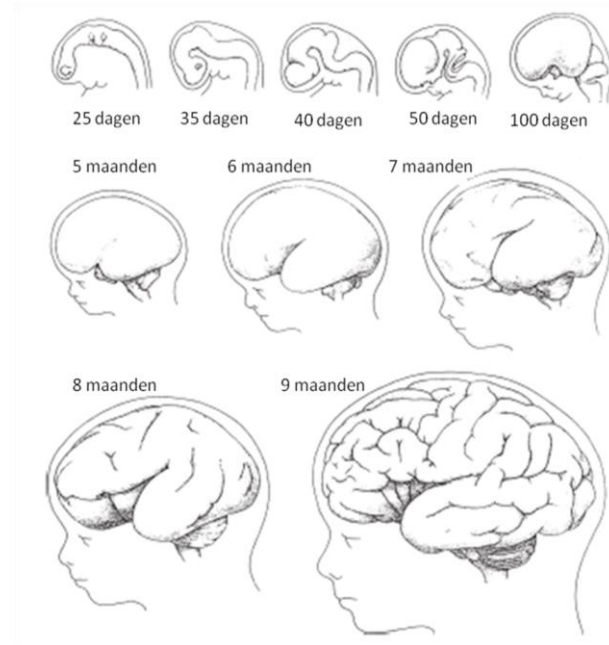 25 dagen
35 dagen
40 dagen
50 dagen
100 dagen
5 maanden
6 maanden
7 maanden
8 maanden
9 maanden